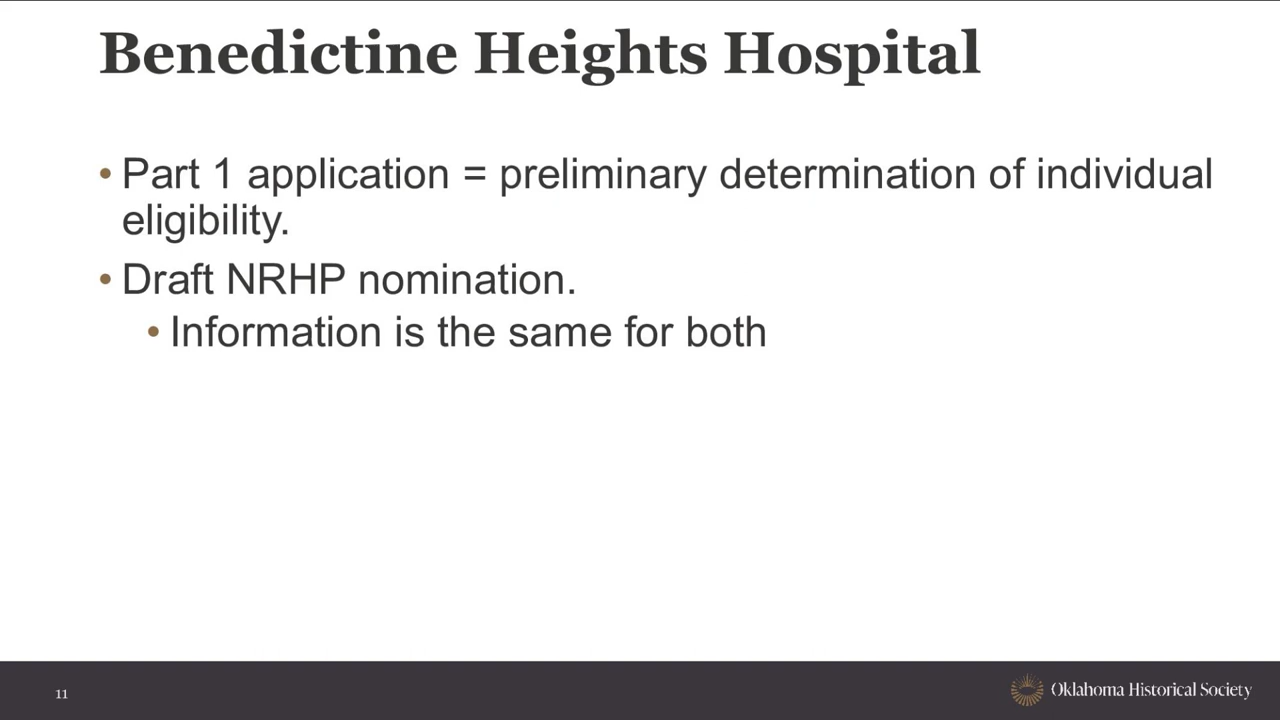 Benedictine Heights Hospital
• Part 1 application = preliminary determination of individual
eligibility.
• Draft NRHP nomination.
• Information is the same for both
11
Oklahoma Historical Society